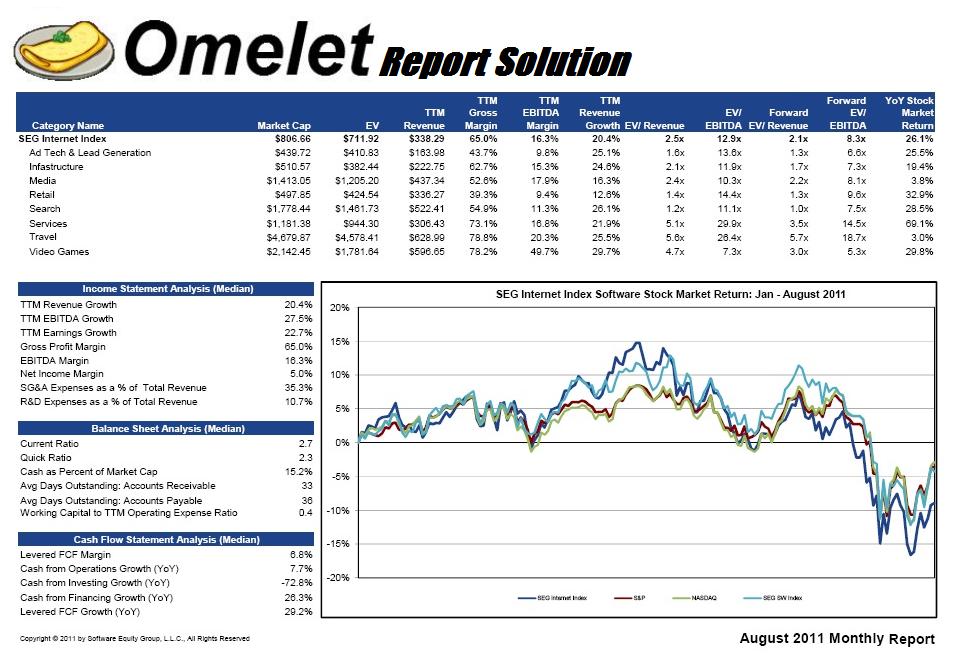 Omelet Report Solution
Category Name Market Cap EV TTM Revenue TTM Gross Margin TTM EBITDA Margin TTM Revenue Growth EV/ Revenue EV/ EBITDA Forward EV/ Revenue Forward EV/ EBITDA YoY Stock Market Return
SEG Internet Index $806.66 $711.92 $338.29 65.0% 16.3% 20.4% 2.5x 12.9x 2.1x 8.3x 26.1%
Ad Tech & Lead Generation $439.72 $410.83 $163.98 43.7% 9.8% 25.1% 1.6x 13.6x 1.3x 6.6x 25.5%
Infastructure $510.57 $382.44 $222.75 62.7% 15.3% 24.6% 2.1x 11.9x 1.7x 7.3x 19.4%
Media $1,413.05 $1,205.20 $437.34 52.6% 17.9% 16.3% 2.4x 10.3x 2.2x 8.1x 3.8%
Retail $497.85 $424.54 $336.27 39.3% 9.4% 12.6% 1.4x 14.4x 1.3x 9.6x 32.9%
Search $1,778.44 $1,461.73 $522.41 54.9% 11.3% 26.1% 1.2x 11.1x 1.0x 7.5x 28.5%
Services $1,181.38 $944.30 $306.43 73.1% 16.8% 21.9% 5.1x 29.9x 3.5x 14.5x 69.1%
Travel $4,679.87 $4,578.41 $628.99 78.8% 20.3% 25.5% 5.6x 26.4x 5.7x 18.7x 3.0%
Video Games $2,142.45 $1,781.64 $596.65 78.2% 49.7% 29.7% 4.7x 7.3x 3.0x 5.3x 29.8%
Income Statement Analysis (Median)
TTM Revenue Growth 20.4%
TTM EBITDA Growth 27.5%
TTM Earnings Growth 22.7%
Gross Profit Margin 65.0%
EBITDA Margin 16.3%
Net Income Margin 5.0%
SG&A Expenses as a % of Total Revenue 35.3%
R&D Expenses as a % of Total Revenue 10.7%
Balance Sheet Analysis (Median)
Current Ratio 2.7
Quick Ratio 2.3
Cash as Percent of Market Cap 15.2%
Avg Days Outstanding: Accounts Receivable 33
Avg Days Outstanding: Accounts Payable 36
Working Capital to TTM Operating Expense Ratio 0.4
Cash Flow Statement Analysis (Median)
Levered FCF Margin 6.8%
Cash from Operations Growth (YoY) 7.7%
Cash from Investing Growth (YoY) -72.8%
Cash from Financing Growth (YoY) 26.3%
Levered FCF Growth (YoY) 29.2%
SEG Internet Index Software Stock Market Return: Jan - August 2011
20%
15%
10%
5%
0%
-5%
-10%
-15%
-20%
SEG Internet Index S&P NASDAQ SEG SW Index
Copyright © 2011 by Software Equity Group, L.L.C., All Rights Reserved
August 2011 Monthly Report